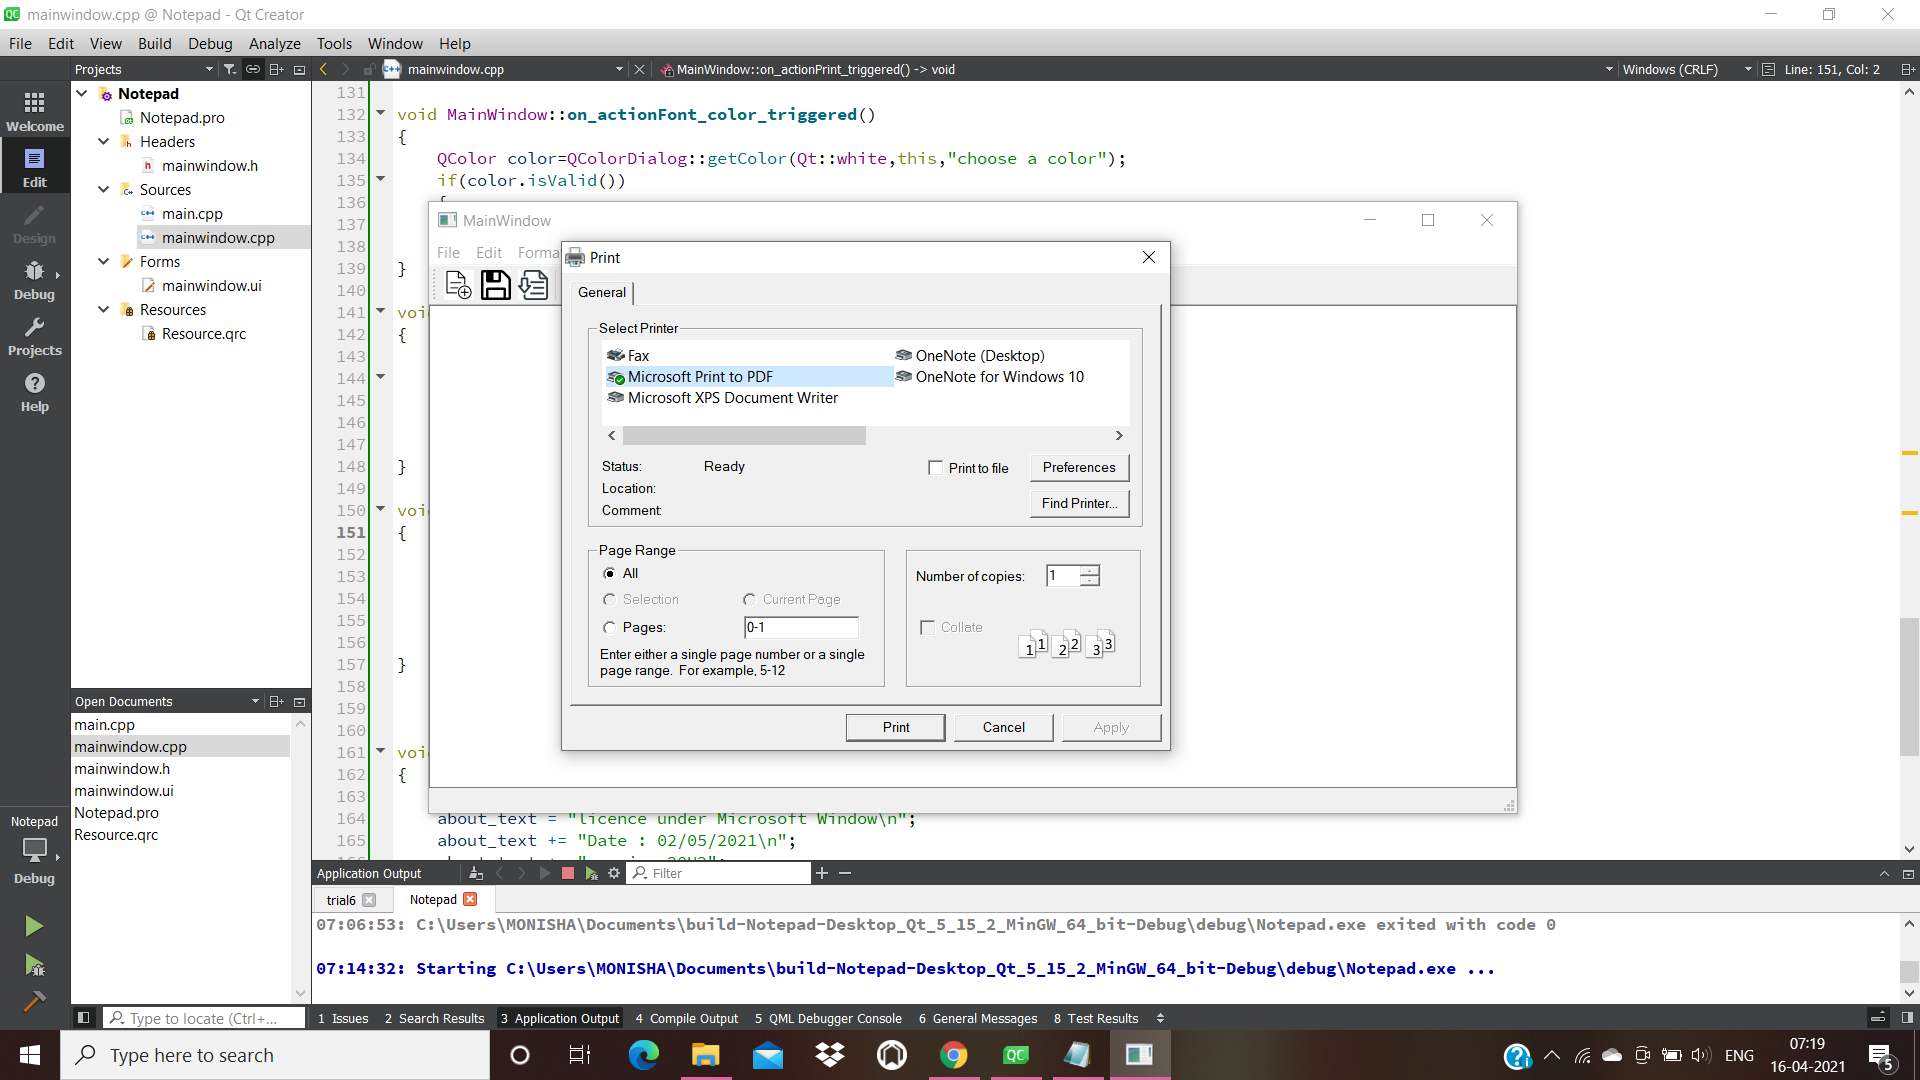 mainwindow.cpp @ Notepad - Qt Creator
File Edit View Build Debug Analyze Tools Window Help
Projects
mainwindow.cpp
MainWindow::on_actionPrint_triggered() -> void
Windows (CRLF)
Line: 151, Col: 2
Welcome
Edit
Design
Debug
Projects
Help
Notepad
Debug
Notepad
Notepad.pro
Headers
mainwindow.h
Sources
main.cpp
mainwindow.cpp
Forms
mainwindow.ui
Resources
Resource.qrc
Open Documents
main.cpp
mainwindow.cpp
mainwindow.h
mainwindow.ui
Notepad.pro
Resource.qrc
131
132 void MainWindow::on_actionFont_color_triggered()
133 {
134 QColor color=QColorDialog::getColor(Qt::white,this,"choose a color");
135 if(color.isValid())
136
137
138
139 }
140
141
142 {
143
144
145
146
147
148 }
149
150
151 {
152
153
154
155
156
157 }
158
159
160
161
162 {
163
164 about_text = "licence under Microsoft Window\n";
165 about_text += "Date : 02/05/2021\n";
MainWindow
File Edit
Print
General
Select Printer
Fax
Microsoft Print to PDF
Microsoft XPS Document Writer
OneNote (Desktop)
OneNote for Windows 10
Status: Ready
Location:
Comment:
Print to file
Preferences
Find Printer...
Page Range
All
Selection Current Page
Pages: 0-1
Enter either a single page number or a single
page range. For example, 5-12
Number of copies: 1
Collate
1 1 2 2 3 3
Print Cancel Apply
Application Output
Filter
trial6 Notepad
07:06:53: C:\Users\MONISHA\Documents\build-Notepad-Desktop_Qt_5_15_2_MinGW_64_bit-Debug\debug\Notepad.exe exited with code 0
07:14:32: Starting C:\Users\MONISHA\Documents\build-Notepad-Desktop_Qt_5_15_2_MinGW_64_bit-Debug\debug\Notepad.exe ...
Type to locate (Ctrl+...
1 Issues 2 Search Results 3 Application Output 4 Compile Output 5 QML Debugger Console 6 General Messages 8 Test Results
Type here to search
QC
ENG
07:19
16-04-2021
5